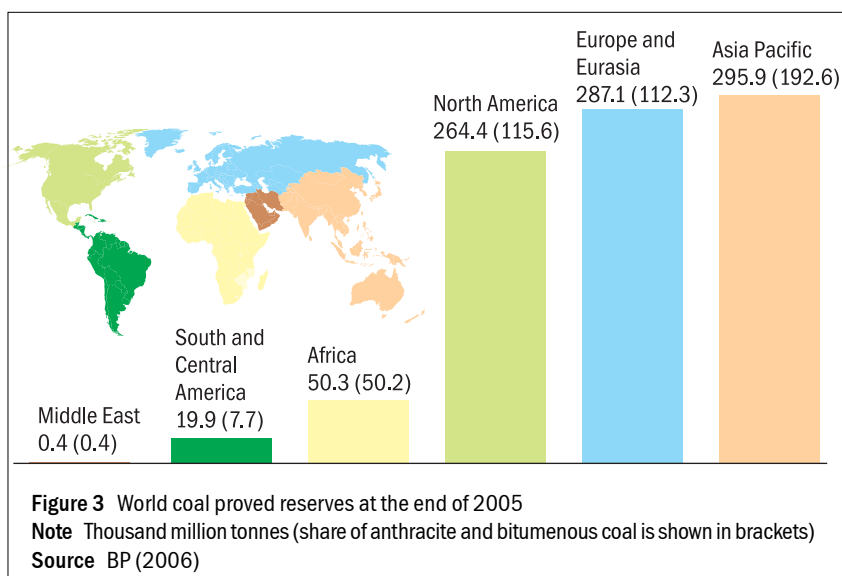 Middle East
0.4 (0.4)
South and
Central
America
19.9 (7.7)
Africa
50.3 (50.2)
North America
264.4 (115.6)
Europe and
Eurasia
287.1 (112.3)
Asia Pacific
295.9 (192.6)
Figure 3 World coal proved reserves at the end of 2005
Note Thousand million tonnes (share of anthracite and bitumenous coal is shown in brackets)
Source BP (2006)